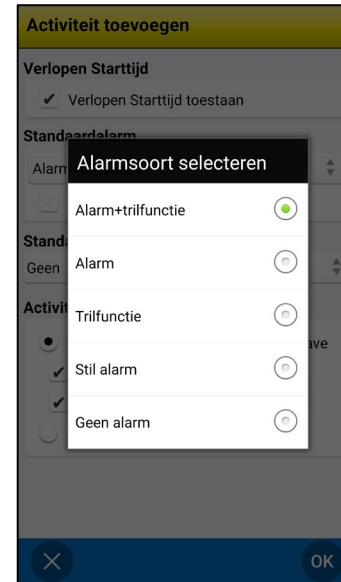 Activiteit toevoegen
Verlopen Starttijd
Verlopen Starttijd toestaan
Standaardalarm
Alarmsoort selecteren
Alarm+trilfunctie
Alarm
Geen
Trilfunctie
Stil alarm
Geen alarm
OK